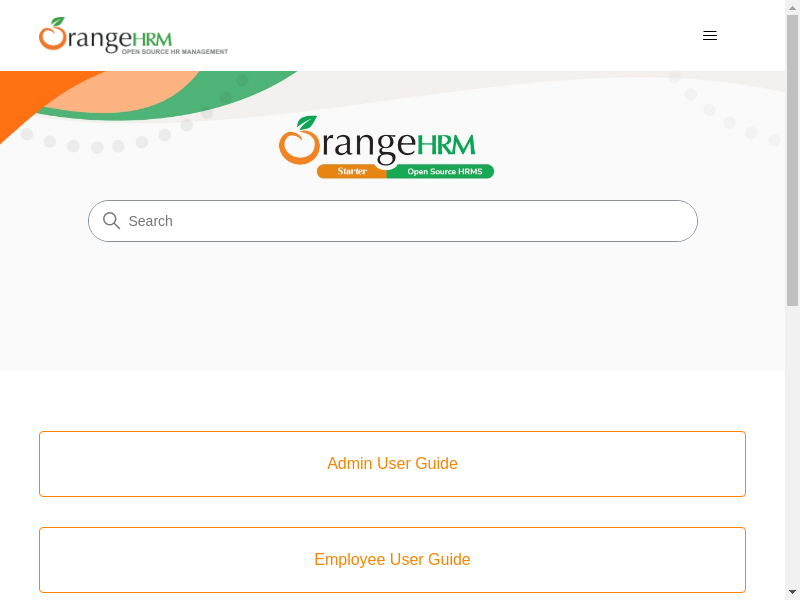 OrangeHRM
OPEN SOURCE HR MANAGEMENT
OrangeHRM
Starter Open Source HRMS
Search
Admin User Guide
Employee User Guide